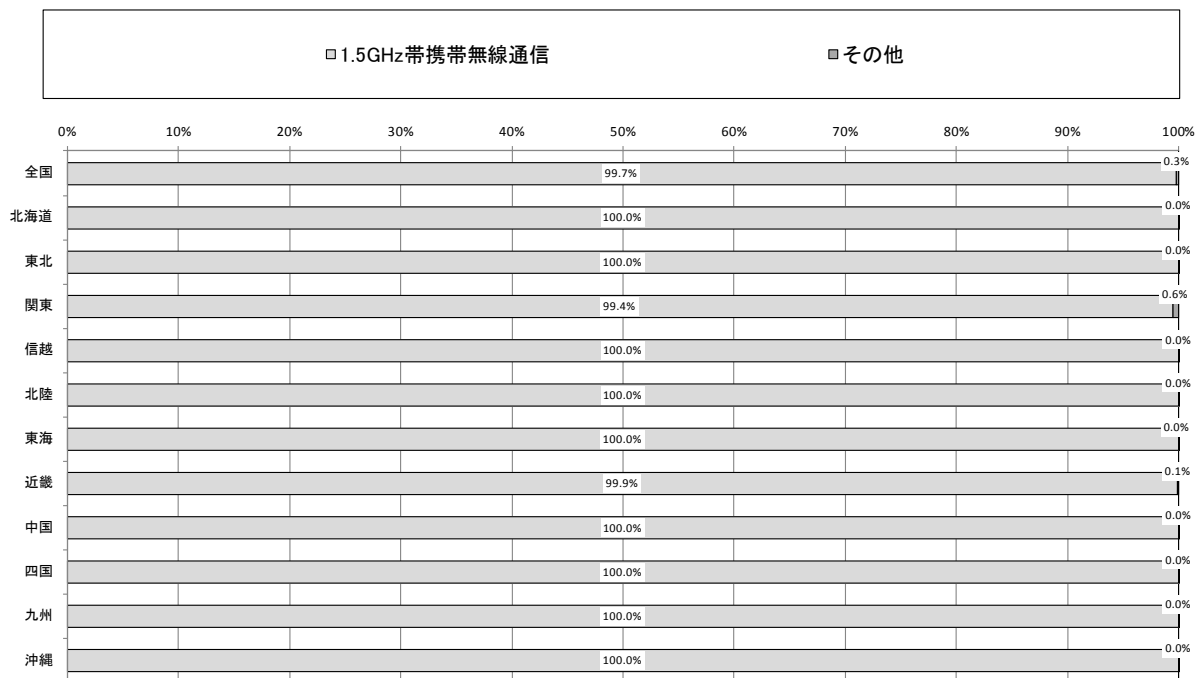 1.5GHz帯携帯無線通信 その他
0% 10% 20% 30% 40% 50% 60% 70% 80% 90% 100%
全国 99.7% 0.3%
北海道 100.0% 0.0%
東北 100.0% 0.0%
関東 99.4% 0.6%
信越 100.0% 0.0%
北陸 100.0% 0.0%
東海 100.0% 0.0%
近畿 99.9% 0.1%
中国 100.0% 0.0%
四国 100.0% 0.0%
九州 100.0% 0.0%
沖縄 100.0% 0.0%